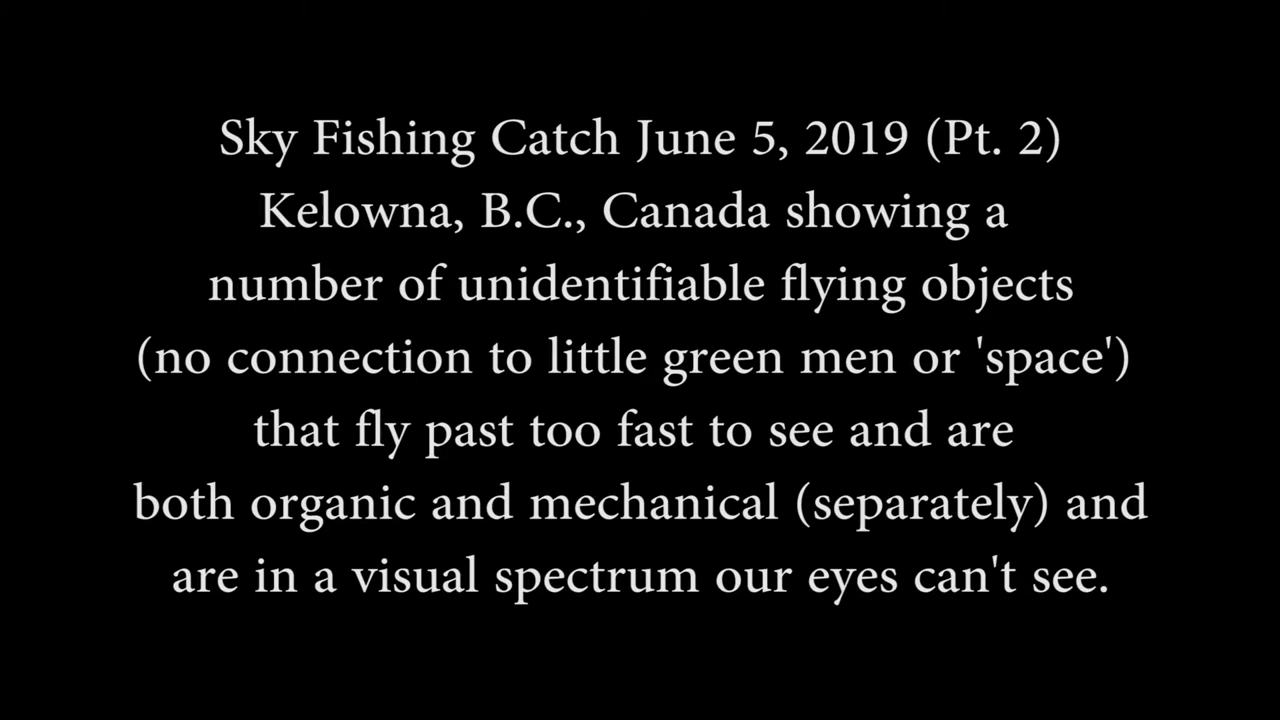 Sky Fishing Catch June 5, 2019 (Pt. 2)
Kelowna, B.C., Canada showing a
number of unidentifiable flying objects
(no connection to little green men or 'space')
that fly past too fast to see and are
both organic and mechanical (separately) and
are in a visual spectrum our eyes can't see.